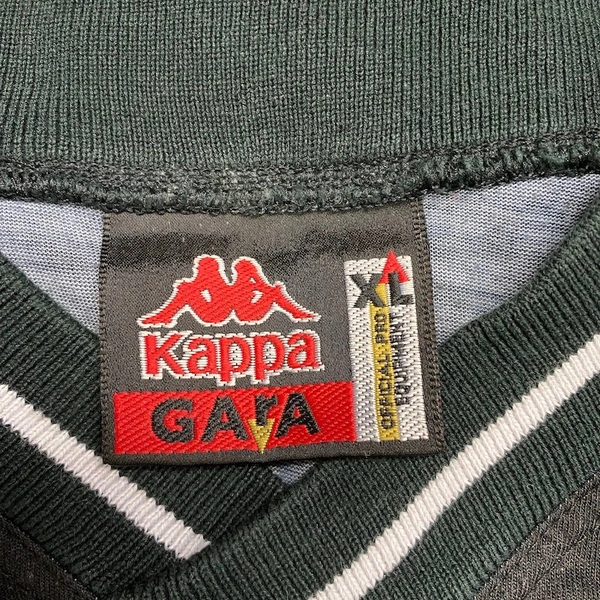 Kappa
GArA
XL
OFFICIAL PRO
EQUIPMENT